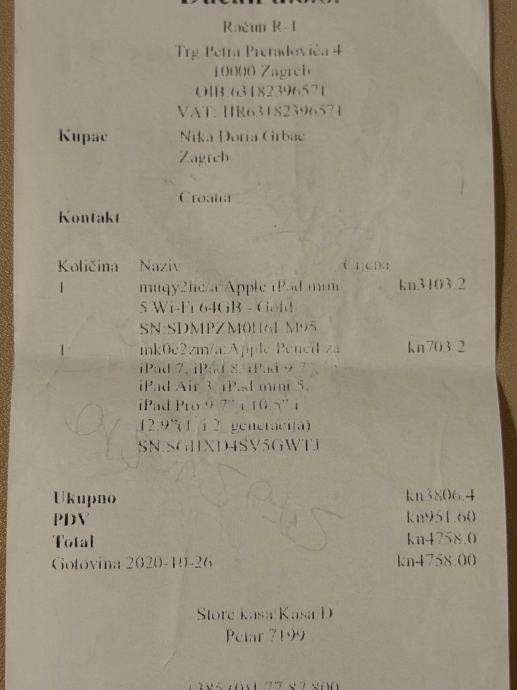 Račun R-1
Trg Petra Preradovića 4
10000 Zagreb
OIB 63182396571
VAT: HR63182396571
Kupac Nika Doria Grbac
Zagreb
Croatia
Kontakt
Količina Naziv Cijena
1 muqy2hc/a:Apple iPad mini kn3103.2
5 Wi-Fi 64GB - Gold
1 mk0c2zm/a:Apple Pencil za kn703.2
iPad 7, iPad 8, iPad 9.7",
iPad Air 3, iPad mini 5,
iPad Pro 9.7" i 10.5" i
12,9"(1. i 2. generacija)
SN:SGHXD4SV5GWTJ
Ukupno kn3806.4
PDV kn951.60
Total kn4758.0
Gotovina 2020-10-26 kn4758.00
Store kasa:Kasa D
Petar 7199